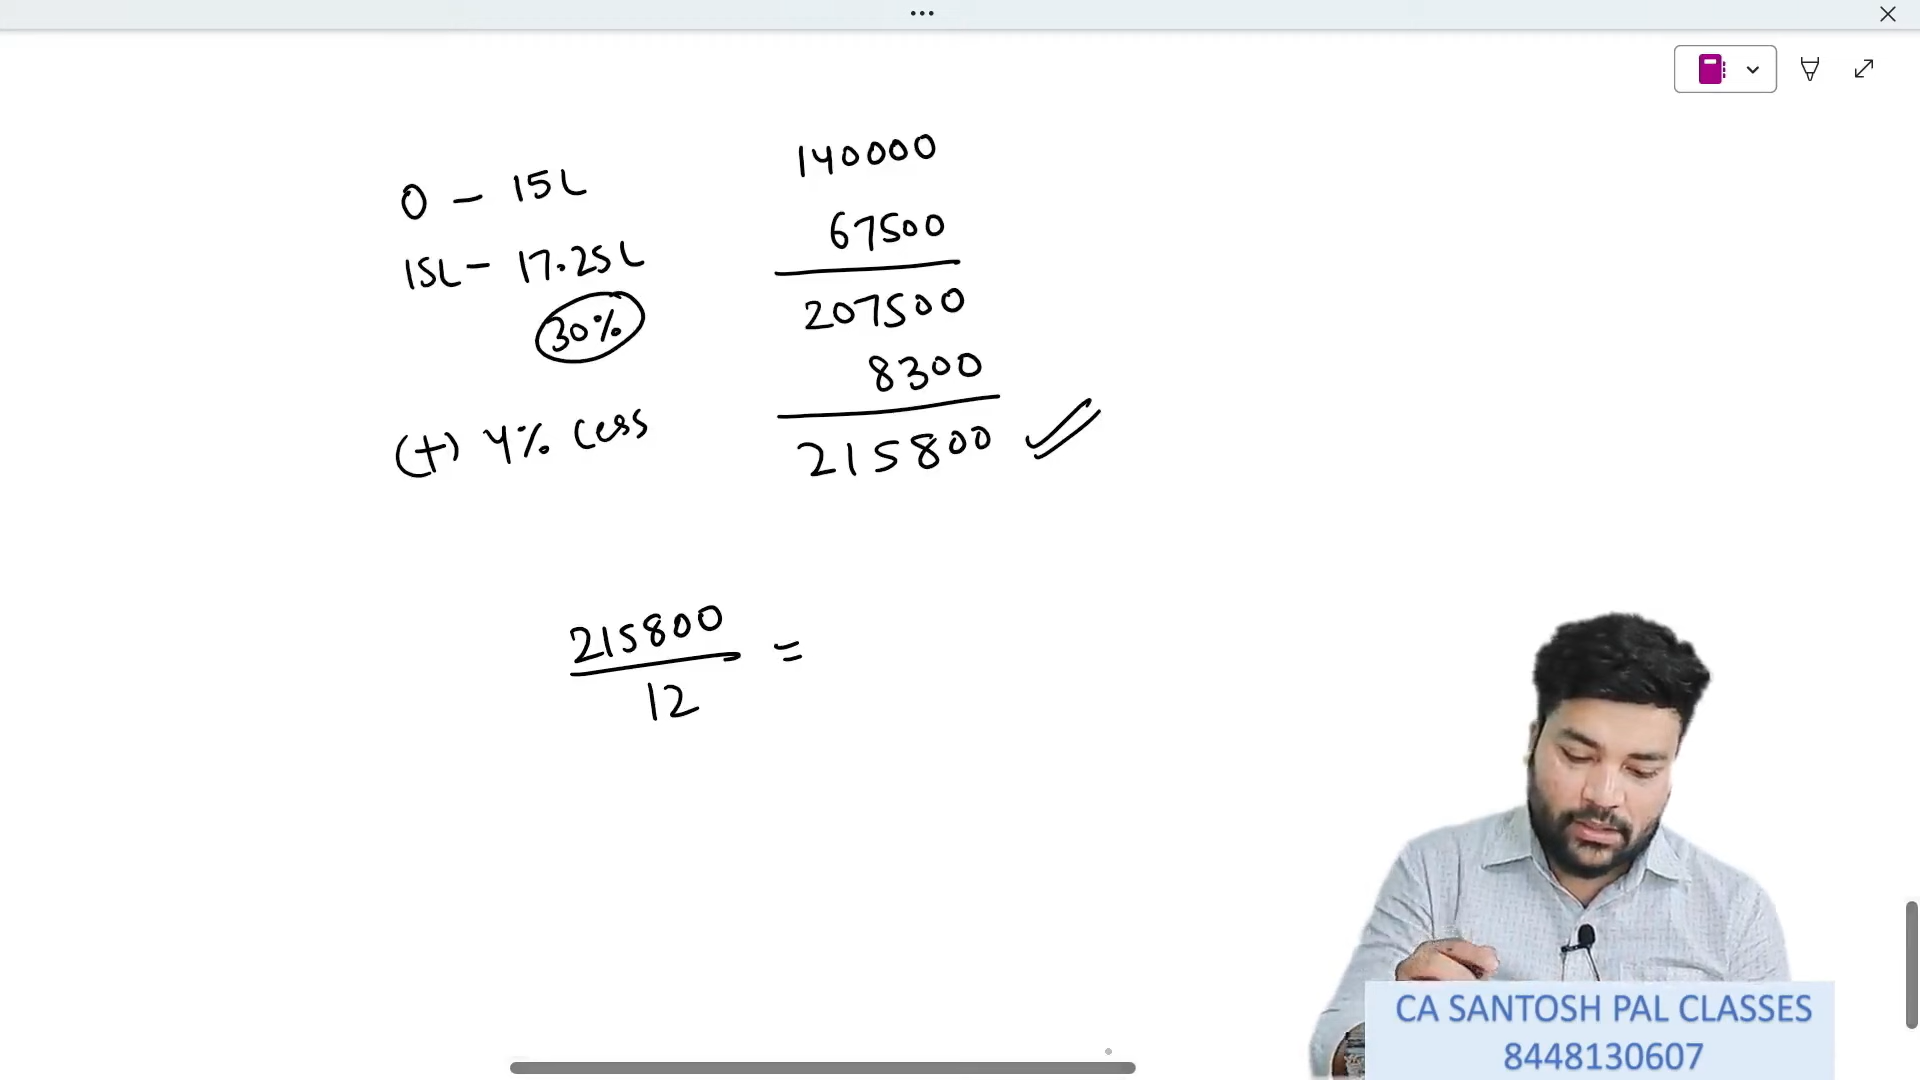 0 - 15L 140000
15L - 17.25L 67500
30% 207500
8300
(+) 4% cess 215800
215800
12 =
CA SANTOSH PAL CLASSES
8448130607